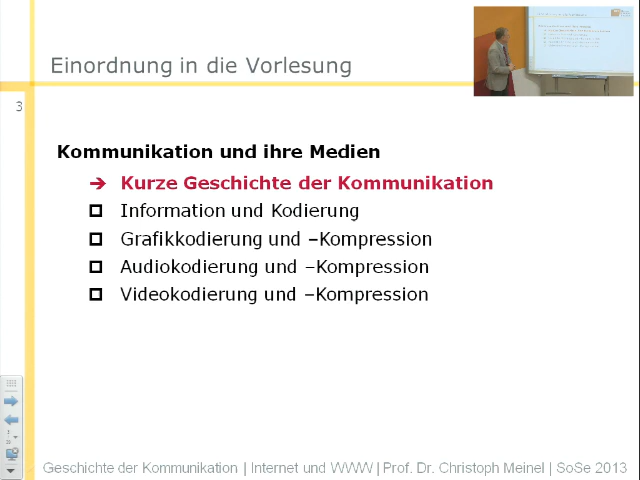 Einordnung in die Vorlesung
3
Kommunikation und ihre Medien
➔ Kurze Geschichte der Kommunikation
Information und Kodierung
Grafikkodierung und –Kompression
Audiokodierung und –Kompression
Videokodierung und –Kompression
Geschichte der Kommunikation | Internet und WWW | Prof. Dr. Christoph Meinel | SoSe 2013